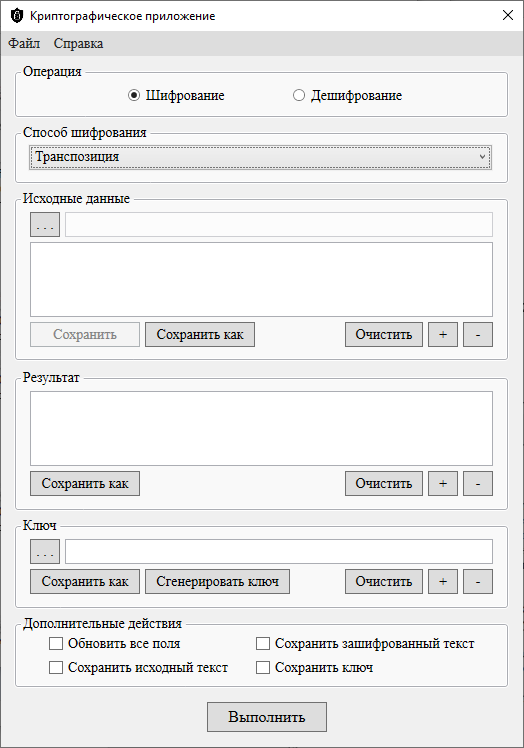 Криптографическое приложение
Файл Справка
Операция
Шифрование Дешифрование
Способ шифрования
Транспозиция
Исходные данные
. . .
Сохранить Сохранить как Очистить + -
Результат
Сохранить как Очистить + -
Ключ
. . .
Сохранить как Сгенерировать ключ Очистить + -
Дополнительные действия
Обновить все поля Сохранить зашифрованный текст
Сохранить исходный текст Сохранить ключ
Выполнить